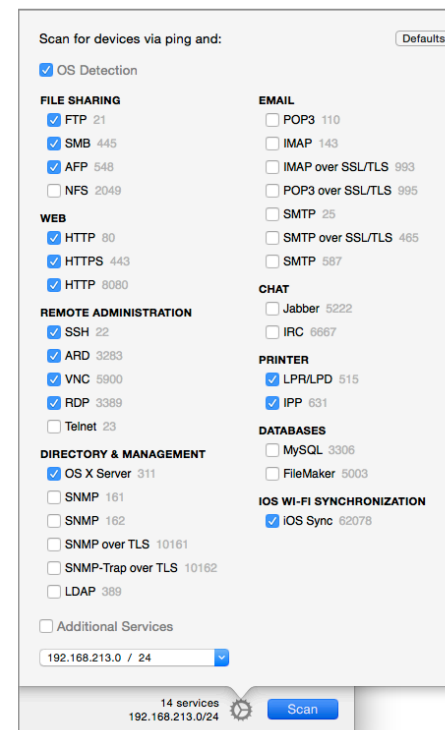 Scan for devices via ping and:
Defaults
OS Detection
FILE SHARING
FTP 21
SMB 445
AFP 548
NFS 2049
WEB
HTTP 80
HTTPS 443
HTTP 8080
REMOTE ADMINISTRATION
SSH 22
ARD 3283
VNC 5900
RDP 3389
Telnet 23
DIRECTORY & MANAGEMENT
OS X Server 311
SNMP 161
SNMP 162
SNMP over TLS 10161
SNMP-Trap over TLS 10162
LDAP 389
EMAIL
POP3 110
IMAP 143
IMAP over SSL/TLS 993
POP3 over SSL/TLS 995
SMTP 25
SMTP over SSL/TLS 465
SMTP 587
CHAT
Jabber 5222
IRC 6667
PRINTER
LPR/LPD 515
IPP 631
DATABASES
MySQL 3306
FileMaker 5003
IOS WI-FI SYNCHRONIZATION
iOS Sync 62078
Additional Services
192.168.213.0 / 24
14 services
192.168.213.0/24
Scan